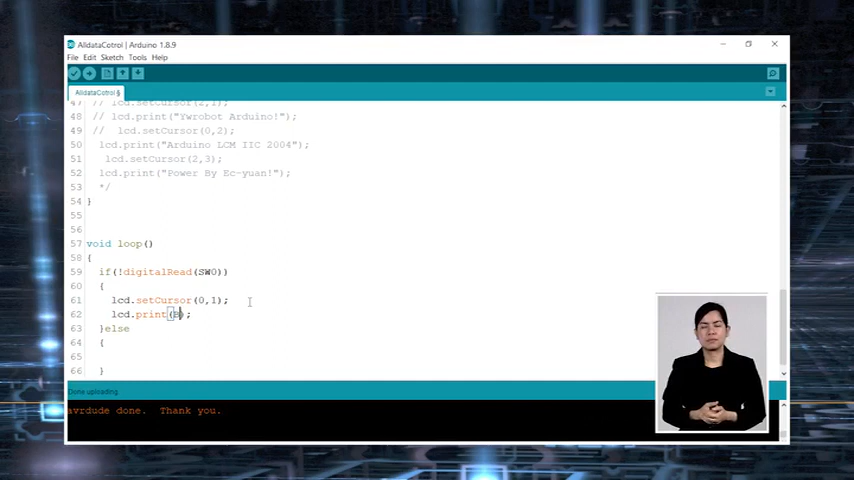 AlldataCotrol | Arduino 1.8.9
File Edit Sketch Tools Help
AlldataCotrol §
47 // lcd.setCursor(2,1);
48 // lcd.print("Ywrobot Arduino!");
49 //  lcd.setCursor(0,2);
50 lcd.print("Arduino LCM IIC 2004");
51 lcd.setCursor(2,3);
52 lcd.print("Power By Ec-yuan!");
53 */
54 }
55
56
57 void loop()
58 {
59 if(!digitalRead(SW0))
60 {
61 lcd.setCursor(0,1);
62 lcd.print(B);
63 }else
64 {
65
66 }
Done uploading.
avrdude done.  Thank you.